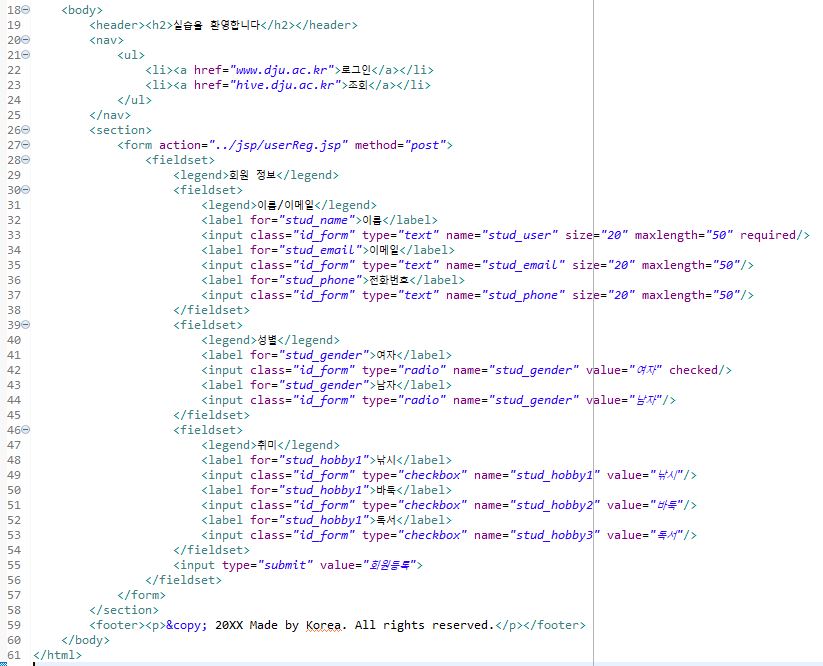 18 <body>
19 <header><h2>실습을 환영합니다</h2></header>
20 <nav>
21 <ul>
22 <li><a href="www.dju.ac.kr">로그인</a></li>
23 <li><a href="hive.dju.ac.kr">조회</a></li>
24 </ul>
25 </nav>
26 <section>
27 <form action="../jsp/userReg.jsp" method="post">
28 <fieldset>
29 <legend>회원 정보</legend>
30 <fieldset>
31 <legend>이름/이메일</legend>
32 <label for="stud_name">이름</label>
33 <input class="id_form" type="text" name="stud_user" size="20" maxlength="50" required/>
34 <label for="stud_email">이메일</label>
35 <input class="id_form" type="text" name="stud_email" size="20" maxlength="50"/>
36 <label for="stud_phone">전화번호</label>
37 <input class="id_form" type="text" name="stud_phone" size="20" maxlength="50"/>
38 </fieldset>
39 <fieldset>
40 <legend>성별</legend>
41 <label for="stud_gender">여자</label>
42 <input class="id_form" type="radio" name="stud_gender" value="여자" checked/>
43 <label for="stud_gender">남자</label>
44 <input class="id_form" type="radio" name="stud_gender" value="남자"/>
45 </fieldset>
46 <fieldset>
47 <legend>취미</legend>
48 <label for="stud_hobby1">낚시</label>
49 <input class="id_form" type="checkbox" name="stud_hobby1" value="낚시"/>
50 <label for="stud_hobby1">바둑</label>
51 <input class="id_form" type="checkbox" name="stud_hobby2" value="바둑"/>
52 <label for="stud_hobby1">독서</label>
53 <input class="id_form" type="checkbox" name="stud_hobby3" value="독서"/>
54 </fieldset>
55 <input type="submit" value="회원등록">
56 </fieldset>
57 </form>
58 </section>
59 <footer><p>&copy; 20XX Made by Korea. All rights reserved.</p></footer>
60 </body>
61 </html>